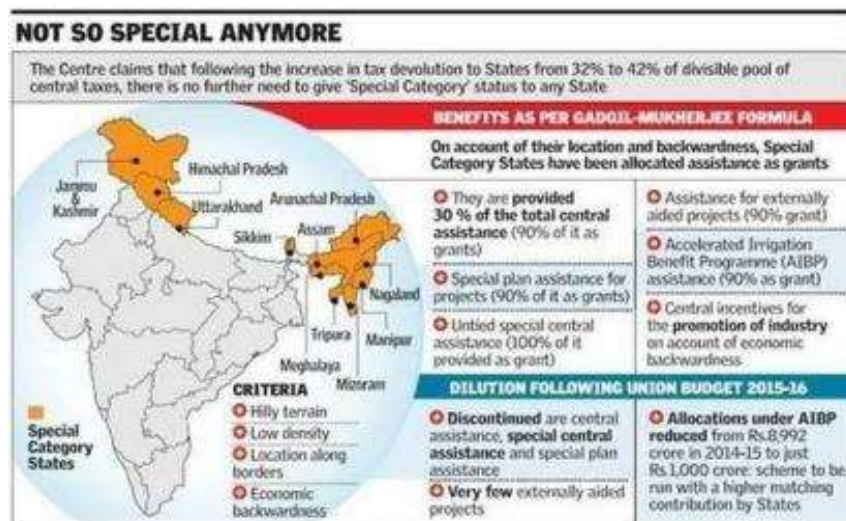 NOT SO SPECIAL ANYMORE
The Centre claims that following the increase in tax devolution to States from 32% to 42% of divisible pool of
central taxes, there is no further need to give 'Special Category' status to any State
Jammu
&
Kashmir
Himachal Pradesh
Uttarakhand
Arunachal Pradesh
Sikkim
Assam
Nagaland
Tripura
Manipur
Meghalaya
Mizoram
Special
Category
States
CRITERIA
Hilly terrain
Low density
Location along
borders
Economic
backwardness
BENEFITS AS PER GADGIL-MUKHERJEE FORMULA
On account of their location and backwardness, Special
Category States have been allocated assistance as grants
They are provided
30 % of the total central
assistance (90% of it as
grants)
Special plan assistance for
projects (90% of it as grants)
Untied special central
assistance (100% of it
provided as grant)
Assistance for externally
aided projects (90% grant)
Accelerated Irrigation
Benefit Programme (AIBP)
assistance (90% as grant)
Central incentives for
the promotion of industry
on account of economic
backwardness
DILUTION FOLLOWING UNION BUDGET 2015-16
Discontinued are central
assistance, special central
assistance and special plan
assistance
Very few externally aided
projects
Allocations under AIBP
reduced from Rs.8,992
crore in 2014-15 to just
Rs.1,000 crore: scheme to be
run with a higher matching
contribution by States